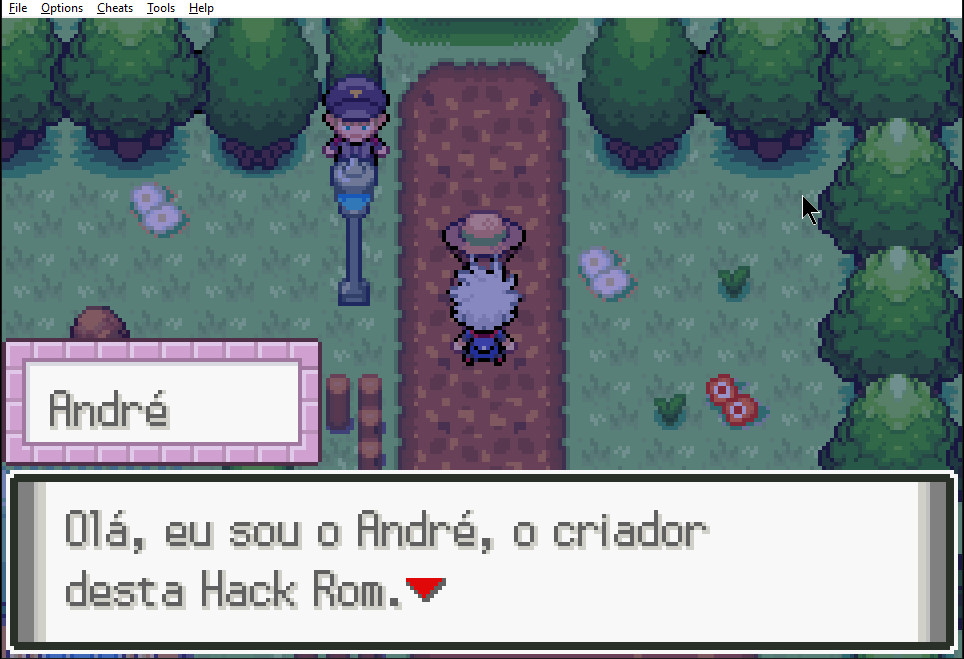 File Options Cheats Tools Help
André
Olá, eu sou o André, o criador
desta Hack Rom.